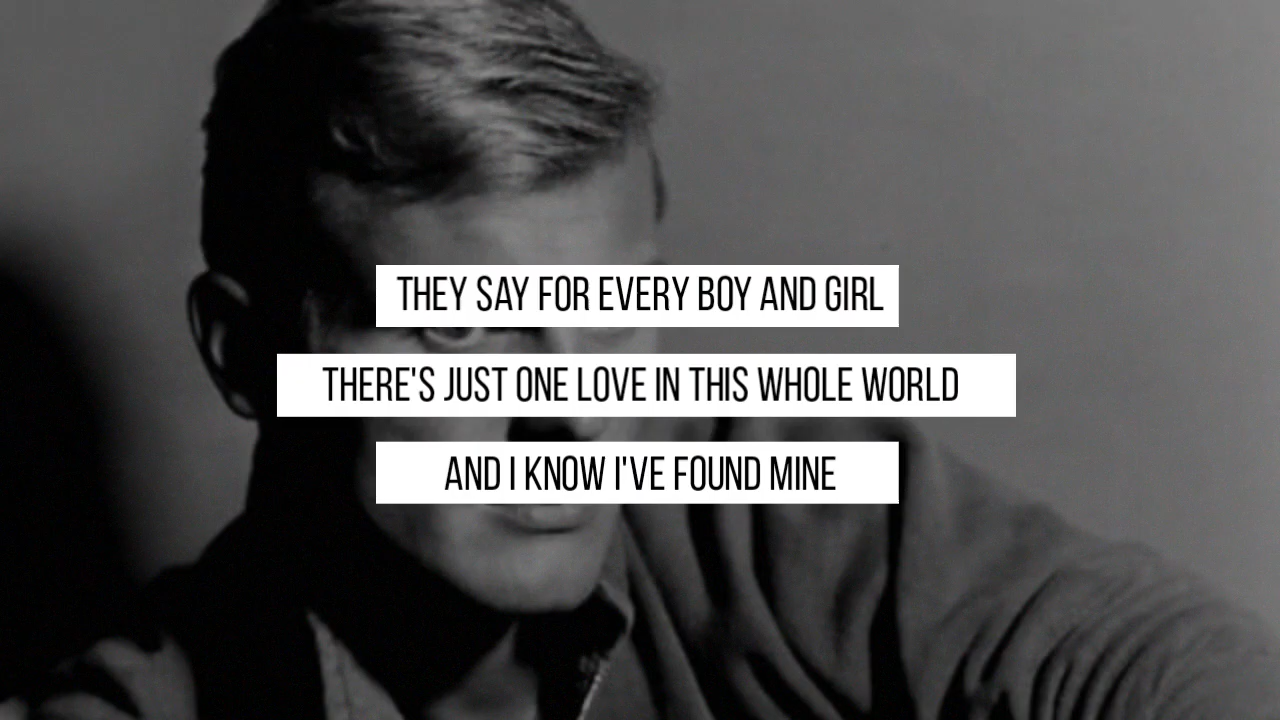 THEY SAY FOR EVERY BOY AND GIRL
THERE'S JUST ONE LOVE IN THIS WHOLE WORLD
AND I KNOW I'VE FOUND MINE